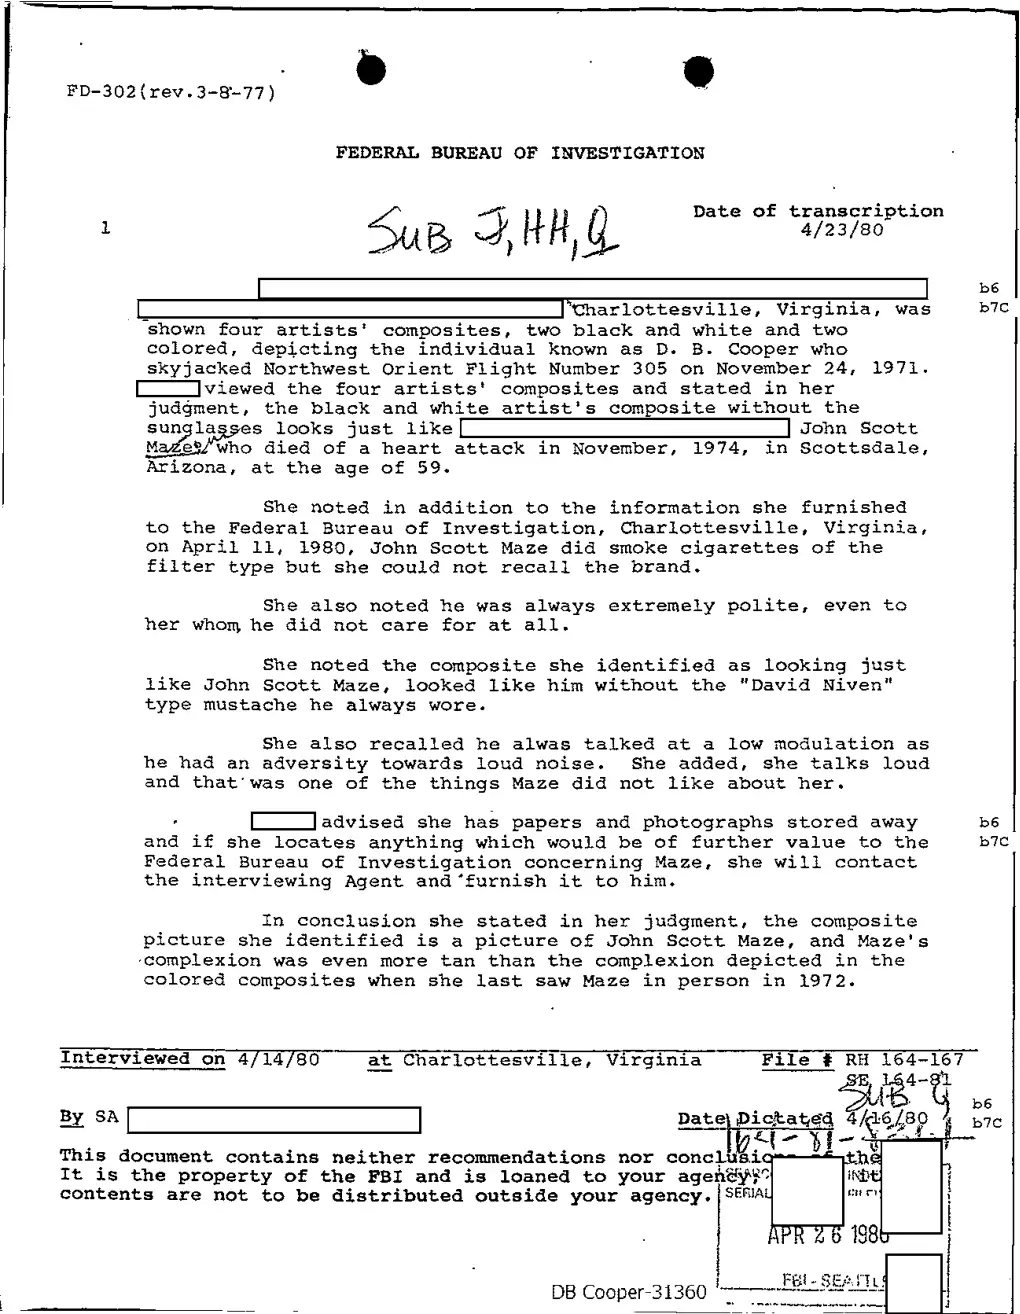 FD-302(rev.3-8-77)
FEDERAL BUREAU OF INVESTIGATION
1
SUB J, HH, Q
Date of transcription
4/23/80
b6
Charlottesville, Virginia, was b7C
shown four artists' composites, two black and white and two
colored, depicting the individual known as D. B. Cooper who
skyjacked Northwest Orient Flight Number 305 on November 24, 1971.
viewed the four artists' composites and stated in her
judgment, the black and white artist's composite without the
sunglasses looks just like John Scott
Maze, who died of a heart attack in November, 1974, in Scottsdale,
Arizona, at the age of 59.
She noted in addition to the information she furnished
to the Federal Bureau of Investigation, Charlottesville, Virginia,
on April 11, 1980, John Scott Maze did smoke cigarettes of the
filter type but she could not recall the brand.
She also noted he was always extremely polite, even to
her whom, he did not care for at all.
She noted the composite she identified as looking just
like John Scott Maze, looked like him without the "David Niven"
type mustache he always wore.
She also recalled he alwas talked at a low modulation as
he had an adversity towards loud noise. She added, she talks loud
and that was one of the things Maze did not like about her.
advised she has papers and photographs stored away b6
and if she locates anything which would be of further value to the b7C
Federal Bureau of Investigation concerning Maze, she will contact
the interviewing Agent and furnish it to him.
In conclusion she stated in her judgment, the composite
picture she identified is a picture of John Scott Maze, and Maze's
complexion was even more tan than the complexion depicted in the
colored composites when she last saw Maze in person in 1972.
Interviewed on 4/14/80 at Charlottesville, Virginia File # RH 164-167
SE 164-81
SUB Q
b6
By SA Date Dictated 4/16/80 b7C
164-81-
This document contains neither recommendations nor conclusions of the
It is the property of the FBI and is loaned to your agency;
contents are not to be distributed outside your agency.
SERIAL
APR 26 1980
FBI-SEATTLE
DB Cooper-31360